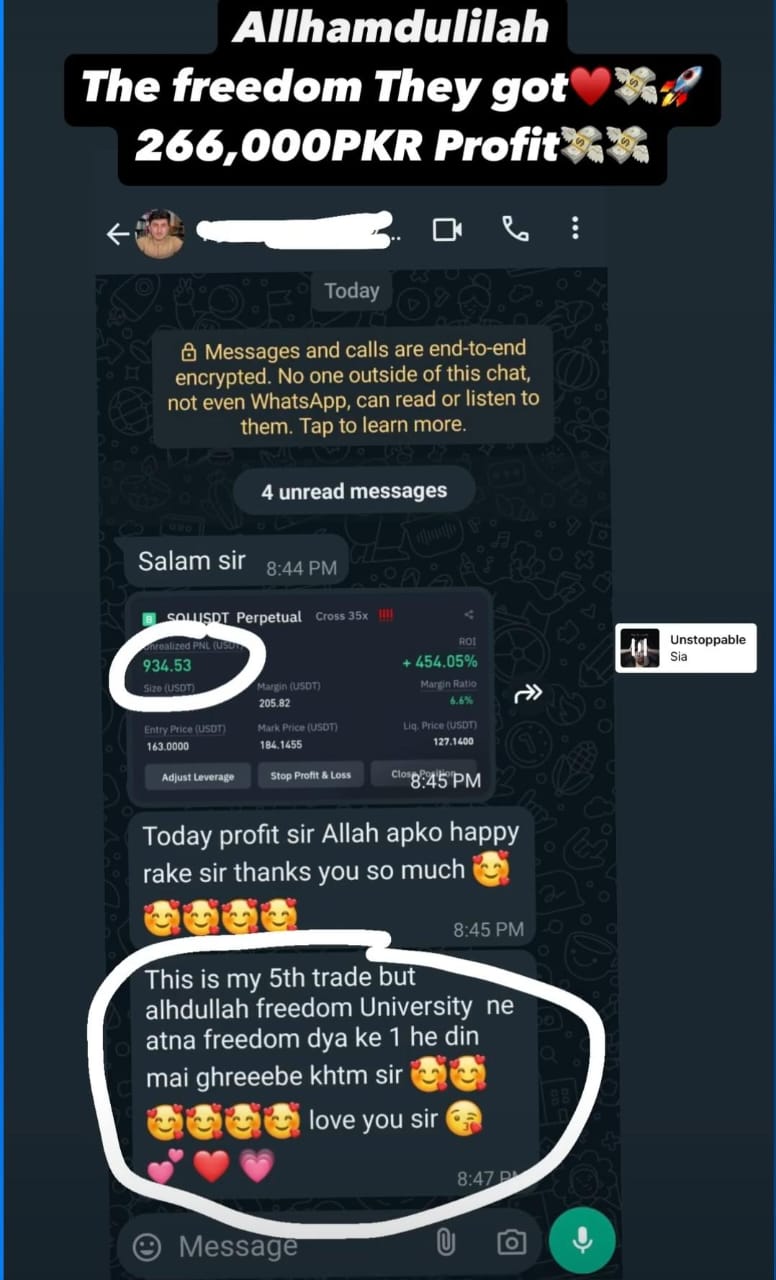 Allhamdulilah
The freedom They got❤️💸🚀
266,000PKR Profit💸💸
Today
Messages and calls are end-to-end
encrypted. No one outside of this chat,
not even WhatsApp, can read or listen to
them. Tap to learn more.
4 unread messages
Salam sir 8:44 PM
B SOLUSDT Perpetual Cross 35x !!!!
Unrealized PNL (USDT) ROI
934.53 +454.05%
Size (USDT) Margin (USDT) Margin Ratio
205.82 6.6%
Entry Price (USDT) Mark Price (USDT) Liq. Price (USDT)
163.0000 184.1455 127.1400
Adjust Leverage Stop Profit & Loss Close Position
8:45 PM
Unstoppable
Sia
Today profit sir Allah apko happy
rake sir thanks you so much 🥰
🥰🥰🥰🥰 8:45 PM
This is my 5th trade but
alhdullah freedom University ne
atna freedom dya ke 1 he din
mai ghreeebe khtm sir 🥰🥰
🥰🥰🥰🥰 love you sir 😘
💕❤️💗 8:47 PM
Message